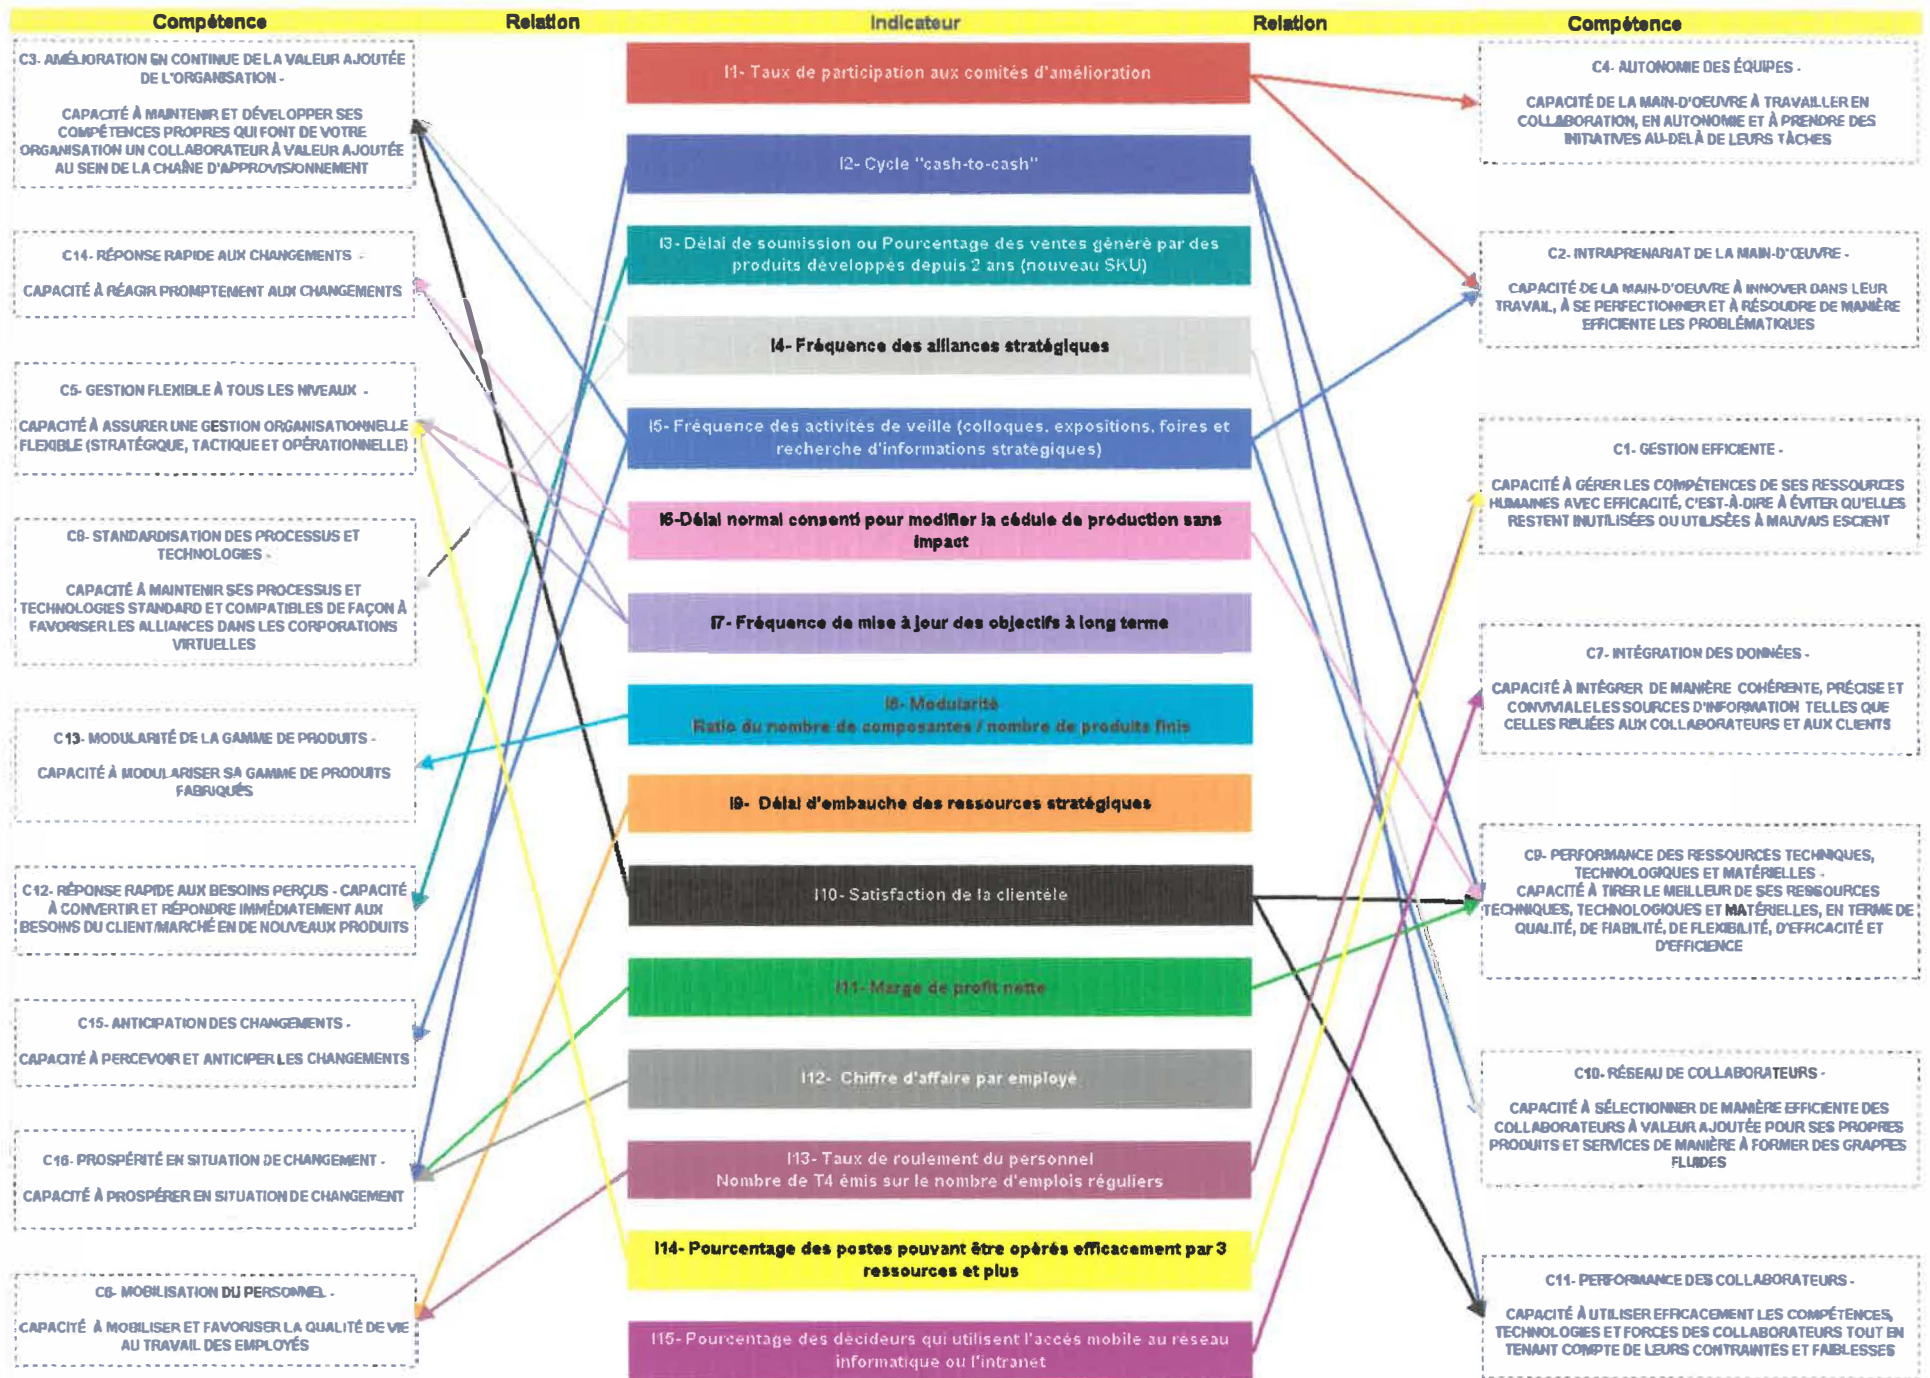 Compétence Relation Indicateur Relation Compétence
C3- AMÉLIORATION EN CONTINUE DE LA VALEUR AJOUTÉE
DE L'ORGANISATION -
CAPACITÉ À MAINTENIR ET DÉVELOPPER SES
COMPÉTENCES PROPRES QUI FONT DE VOTRE
ORGANISATION UN COLLABORATEUR À VALEUR AJOUTÉE
AU SEIN DE LA CHAÎNE D'APPROVISIONNEMENT
C14- RÉPONSE RAPIDE AUX CHANGEMENTS -
CAPACITÉ À RÉAGIR PROMPTEMENT AUX CHANGEMENTS
C5- GESTION FLEXIBLE À TOUS LES NIVEAUX -
CAPACITÉ À ASSURER UNE GESTION ORGANISATIONNELLE
FLEXIBLE (STRATÉGIQUE, TACTIQUE ET OPÉRATIONNELLE)
C8- STANDARDISATION DES PROCESSUS ET
TECHNOLOGIES -
CAPACITÉ À MAINTENIR SES PROCESSUS ET
TECHNOLOGIES STANDARD ET COMPATIBLES DE FAÇON À
FAVORISER LES ALLIANCES DANS LES CORPORATIONS
VIRTUELLES
C13- MODULARITÉ DE LA GAMME DE PRODUITS -
CAPACITÉ À MODULARISER SA GAMME DE PRODUITS
FABRIQUÉS
C12- RÉPONSE RAPIDE AUX BESOINS PERÇUS - CAPACITÉ
À CONVERTIR ET RÉPONDRE IMMÉDIATEMENT AUX
BESOINS DU CLIENT/MARCHÉ EN DE NOUVEAUX PRODUITS
C15- ANTICIPATION DES CHANGEMENTS -
CAPACITÉ À PERCEVOIR ET ANTICIPER LES CHANGEMENTS
C16- PROSPÉRITÉ EN SITUATION DE CHANGEMENT -
CAPACITÉ À PROSPÉRER EN SITUATION DE CHANGEMENT
C6- MOBILISATION DU PERSONNEL -
CAPACITÉ À MOBILISER ET FAVORISER LA QUALITÉ DE VIE
AU TRAVAIL DES EMPLOYÉS
I1- Taux de participation aux comités d'amélioration
I2- Cycle "cash-to-cash"
I3- Délai de soumission ou Pourcentage des ventes généré par des
produits développés depuis 2 ans (nouveau SKU)
I4- Fréquence des alliances stratégiques
I5- Fréquence des activités de veille (colloques, expositions, foires et
recherche d'informations stratégiques)
I6-Délai normal consenti pour modifier la cédule de production sans
impact
I7- Fréquence de mise à jour des objectifs à long terme
I8- Modularité
Ratio du nombre de composantes / nombre de produits finis
I9- Délai d'embauche des ressources stratégiques
I10- Satisfaction de la clientèle
I11- Marge de profit nette
I12- Chiffre d'affaire par employé
I13- Taux de roulement du personnel
Nombre de T4 émis sur le nombre d'emplois réguliers
I14- Pourcentage des postes pouvant être opérés efficacement par 3
ressources et plus
I15- Pourcentage des décideurs qui utilisent l'accès mobile au réseau
informatique ou l'intranet
C4- AUTONOMIE DES ÉQUIPES -
CAPACITÉ DE LA MAIN-D'OEUVRE À TRAVAILLER EN
COLLABORATION, EN AUTONOMIE ET À PRENDRE DES
INITIATIVES AU-DELÀ DE LEURS TÂCHES
C2- INTRAPRENARIAT DE LA MAIN-D'ŒUVRE -
CAPACITÉ DE LA MAIN-D'OEUVRE À INNOVER DANS LEUR
TRAVAIL, À SE PERFECTIONNER ET À RÉSOUDRE DE MANIÈRE
EFFICIENTE LES PROBLÉMATIQUES
C1- GESTION EFFICIENTE -
CAPACITÉ À GÉRER LES COMPÉTENCES DE SES RESSOURCES
HUMAINES AVEC EFFICACITÉ, C'EST-À-DIRE À ÉVITER QU'ELLES
RESTENT INUTILISÉES OU UTILISÉES À MAUVAIS ESCIENT
C7- INTÉGRATION DES DONNÉES -
CAPACITÉ À INTÉGRER DE MANIÈRE COHÉRENTE, PRÉCISE ET
CONVIVIALE LES SOURCES D'INFORMATION TELLES QUE
CELLES RELIÉES AUX COLLABORATEURS ET AUX CLIENTS
C9- PERFORMANCE DES RESSOURCES TECHNIQUES,
TECHNOLOGIQUES ET MATÉRIELLES -
CAPACITÉ À TIRER LE MEILLEUR DE SES RESSOURCES
TECHNIQUES, TECHNOLOGIQUES ET MATÉRIELLES, EN TERME DE
QUALITÉ, DE FIABILITÉ, DE FLEXIBILITÉ, D'EFFICACITÉ ET
D'EFFICIENCE
C10- RÉSEAU DE COLLABORATEURS -
CAPACITÉ À SÉLECTIONNER DE MANIÈRE EFFICIENTE DES
COLLABORATEURS À VALEUR AJOUTÉE POUR SES PROPRES
PRODUITS ET SERVICES DE MANIÈRE À FORMER DES GRAPPES
FLUIDES
C11- PERFORMANCE DES COLLABORATEURS -
CAPACITÉ À UTILISER EFFICACEMENT LES COMPÉTENCES,
TECHNOLOGIES ET FORCES DES COLLABORATEURS TOUT EN
TENANT COMPTE DE LEURS CONTRAINTES ET FAIBLESSES